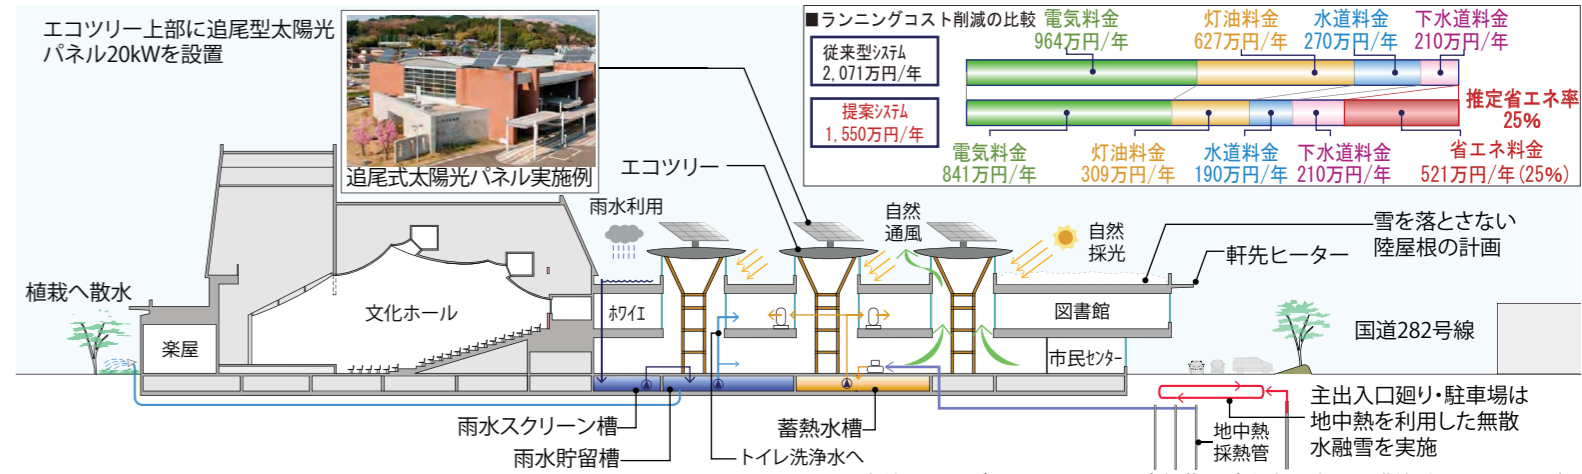 エコツリー上部に追尾型太陽光
パネル20kWを設置
追尾式太陽光パネル実施例
■ランニングコスト削減の比較
従来型システム
2,071万円/年
提案システム
1,550万円/年
電気料金
964万円/年
灯油料金
627万円/年
水道料金
270万円/年
下水道料金
210万円/年
推定省エネ率
25%
電気料金
841万円/年
灯油料金
309万円/年
水道料金
190万円/年
下水道料金
210万円/年
省エネ料金
521万円/年(25%)
エコツリー
雨水利用
自然
通風
自然
採光
雪を落とさない
陸屋根の計画
軒先ヒーター
植栽へ散水
楽屋
文化ホール
ホワイエ
図書館
市民センター
国道282号線
雨水スクリーン槽
雨水貯留槽
トイレ洗浄水へ
蓄熱水槽
地中熱
採熱管
主出入口廻り・駐車場は
地中熱を利用した無散
水融雪を実施